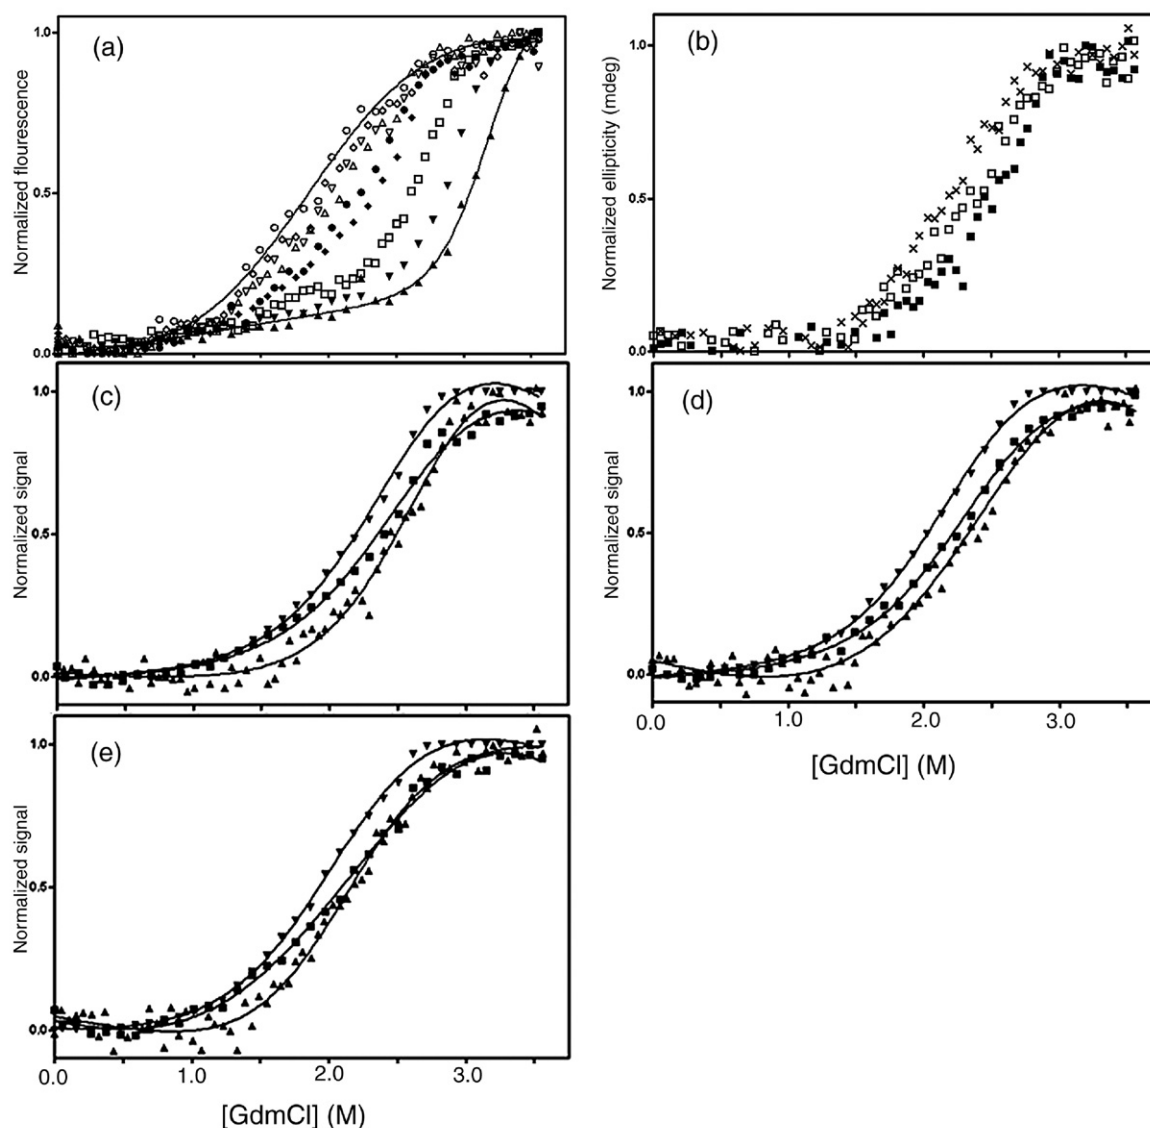 (a)
Normalized flourescence
1.0
0.5
0.0
(b)
Normalized ellipticity (mdeg)
1.0
0.5
0.0
(c)
Normalized signal
1.0
0.5
0.0
(d)
Normalized signal
1.0
0.5
0.0
0.0 1.0 2.0 3.0
[GdmCl] (M)
(e)
Normalized signal
1.0
0.5
0.0
0.0 1.0 2.0 3.0
[GdmCl] (M)